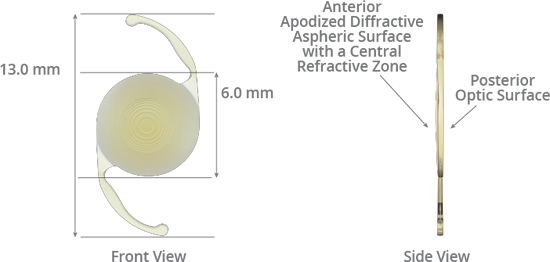 Anterior
Apodized Diffractive
Aspheric Surface
with a Central
Refractive Zone
13.0 mm
6.0 mm
Posterior
Optic Surface
Front View
Side View